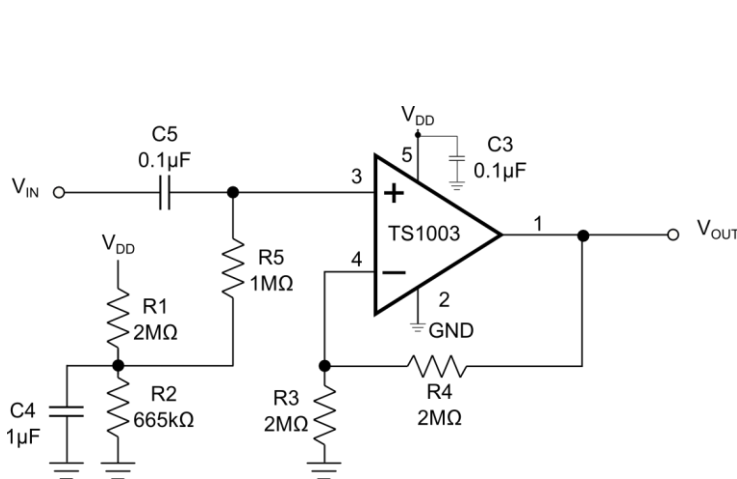 V_DD
C5
0.1µF
5
C3
0.1µF
V_IN
3
+
TS1003
1
V_OUT
4
−
V_DD
R5
1MΩ
R1
2MΩ
2
GND
R2
665kΩ
C4
1µF
R3
2MΩ
R4
2MΩ